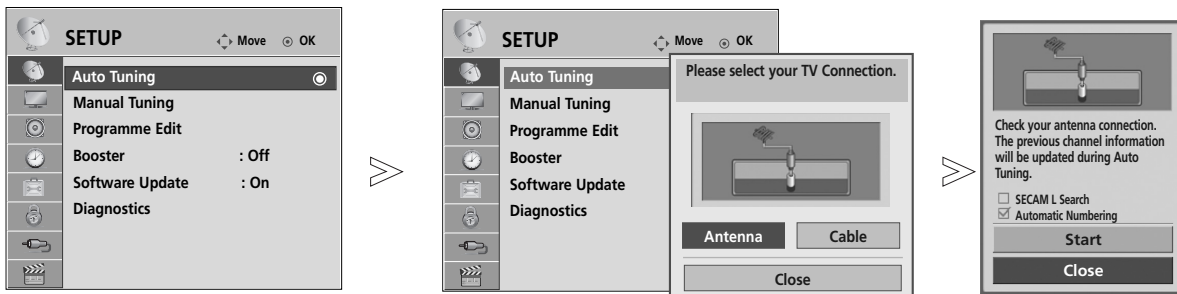 SETUP
Move OK
Auto Tuning
Manual Tuning
Programme Edit
Booster : Off
Software Update : On
Diagnostics
SETUP
Move OK
Auto Tuning
Manual Tuning
Programme Edit
Booster
Software Update
Diagnostics
Please select your TV Connection.
Antenna Cable
Close
Check your antenna connection.
The previous channel information
will be updated during Auto
Tuning.
SECAM L Search
Automatic Numbering
Start
Close